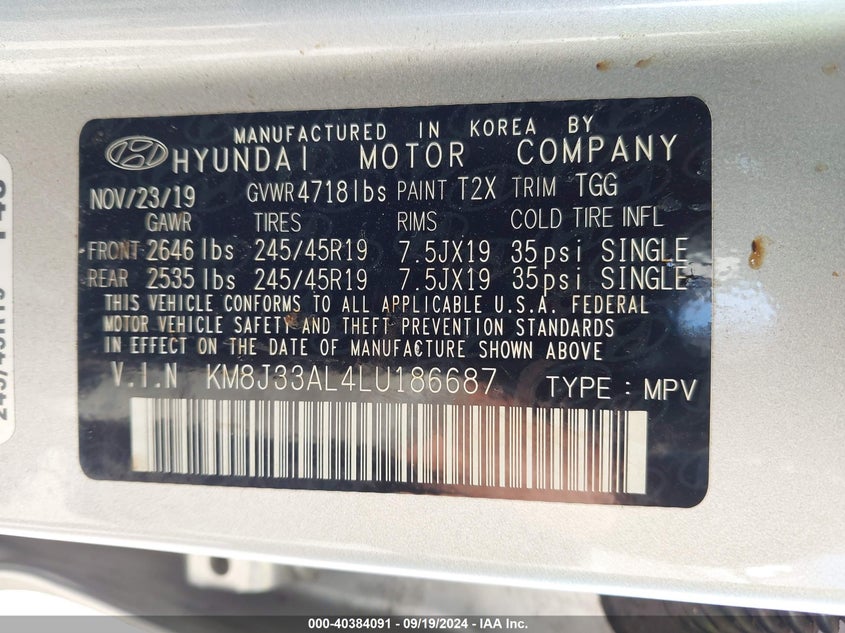 MANUFACTURED IN KOREA BY
HYUNDAI MOTOR COMPANY
NOV/23/19 GVWR 4718 lbs PAINT T2X TRIM TGG
GAWR TIRES RIMS COLD TIRE INFL
FRONT 2646 lbs 245/45R19 7.5JX19 35psi SINGLE
REAR 2535 lbs 245/45R19 7.5JX19 35psi SINGLE
THIS VEHICLE CONFORMS TO ALL APPLICABLE U.S.A. FEDERAL
MOTOR VEHICLE SAFETY AND THEFT PREVENTION STANDARDS
IN EFFECT ON THE DATE OF MANUFACTURE SHOWN ABOVE
V.I.N KM8J33AL4LU186687 TYPE : MPV
000-40384091 - 09/19/2024 - IAA Inc.